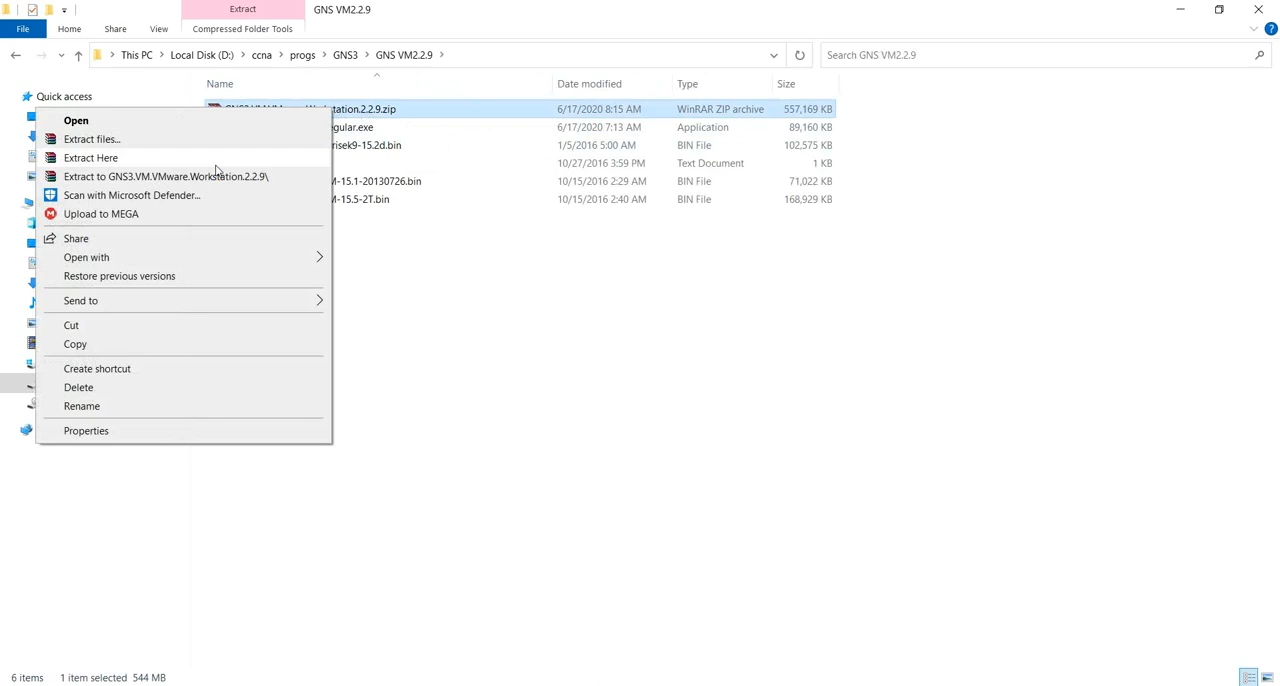 Extract
GNS VM2.2.9
File
Home
Share
View
Compressed Folder Tools
This PC
Local Disk (D:)
ccna
progs
GNS3
GNS VM2.2.9
Search GNS VM2.2.9
Name
Date modified
Type
Size
Quick access
tation.2.2.9.zip
6/17/2020 8:15 AM
WinRAR ZIP archive
557,169 KB
egular.exe
6/17/2020 7:13 AM
Application
89,160 KB
risek9-15.2d.bin
1/5/2016 5:00 AM
BIN File
102,575 KB
10/27/2016 3:59 PM
Text Document
1 KB
M-15.1-20130726.bin
10/15/2016 2:29 AM
BIN File
71,022 KB
M-15.5-2T.bin
10/15/2016 2:40 AM
BIN File
168,929 KB
Open
Extract files...
Extract Here
Extract to GNS3.VM.VMware.Workstation.2.2.9\
Scan with Microsoft Defender...
Upload to MEGA
Share
Open with
Restore previous versions
Send to
Cut
Copy
Create shortcut
Delete
Rename
Properties
6 items
1 item selected 544 MB